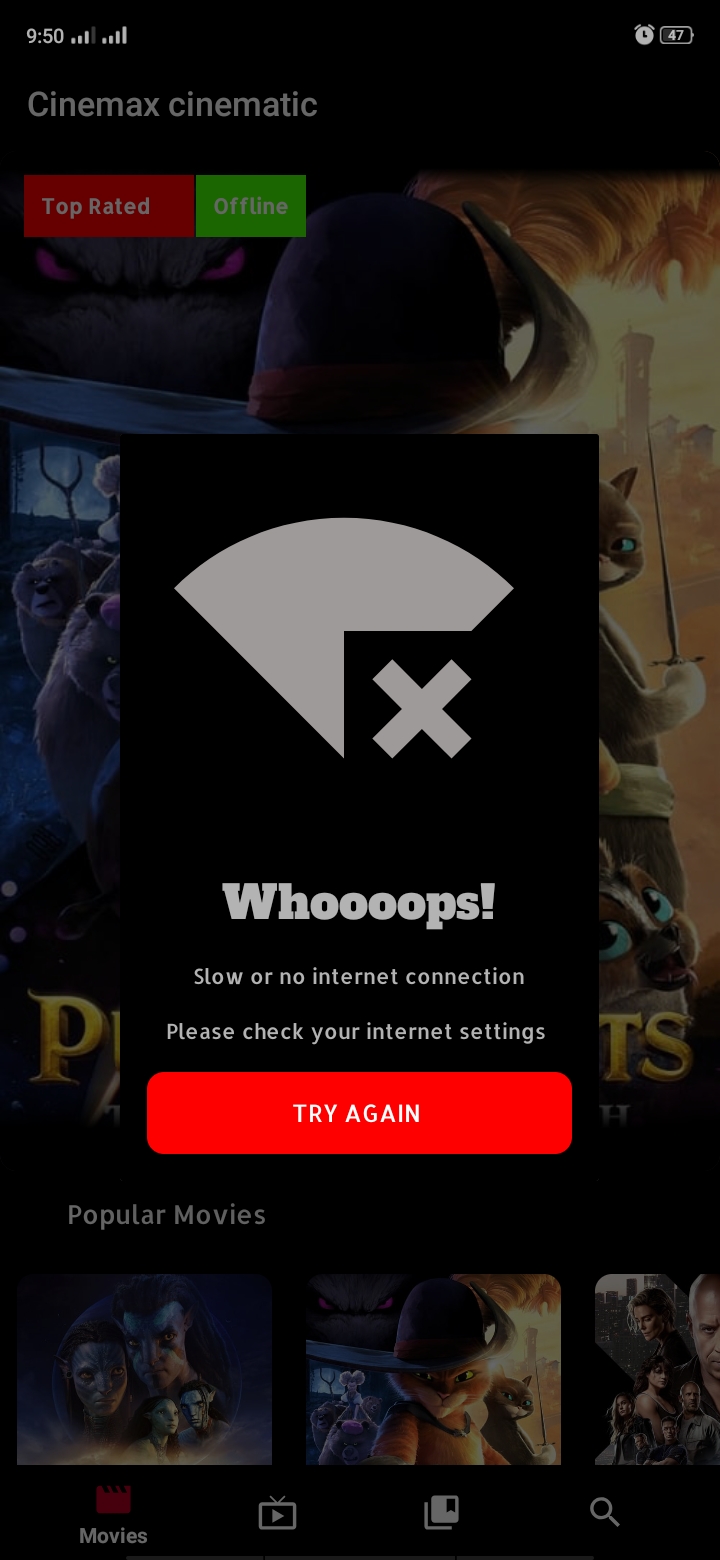 9:50
47
Cinemax cinematic
Top Rated
Offline
Whoooops!
Slow or no internet connection
Please check your internet settings
TRY AGAIN
Popular Movies
Movies